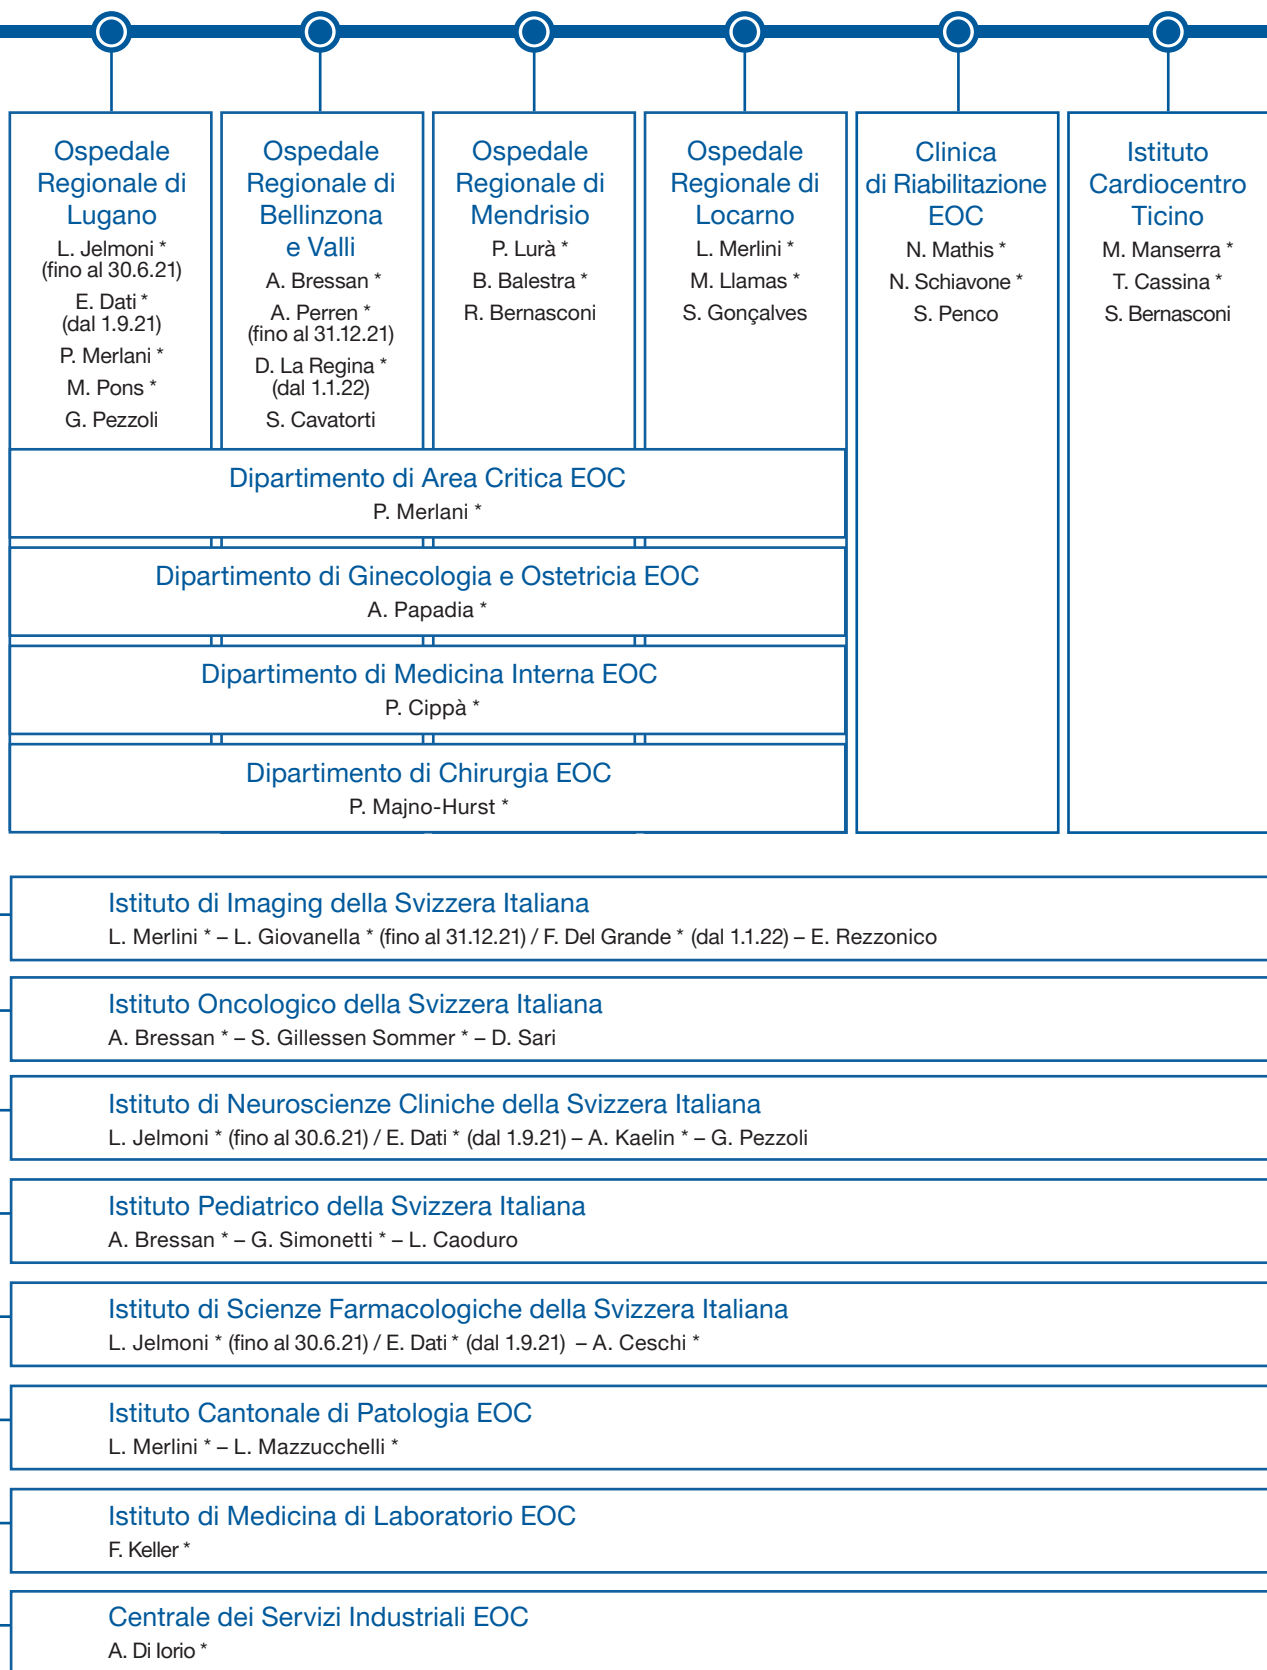 Ospedale
Regionale di
Lugano
L. Jelmoni *
(fino al 30.6.21)
E. Dati *
(dal 1.9.21)
P. Merlani *
M. Pons *
G. Pezzoli
Ospedale
Regionale di
Bellinzona
e Valli
A. Bressan *
A. Perren *
(fino al 31.12.21)
D. La Regina *
(dal 1.1.22)
S. Cavatorti
Ospedale
Regionale di
Mendrisio
P. Lurà *
B. Balestra *
R. Bernasconi
Ospedale
Regionale di
Locarno
L. Merlini *
M. Llamas *
S. Gonçalves
Clinica
di Riabilitazione
EOC
N. Mathis *
N. Schiavone *
S. Penco
Istituto
Cardiocentro
Ticino
M. Manserra *
T. Cassina *
S. Bernasconi
Dipartimento di Area Critica EOC
P. Merlani *
Dipartimento di Ginecologia e Ostetricia EOC
A. Papadia *
Dipartimento di Medicina Interna EOC
P. Cippà *
Dipartimento di Chirurgia EOC
P. Majno-Hurst *
Istituto di Imaging della Svizzera Italiana
L. Merlini * – L. Giovanella * (fino al 31.12.21) / F. Del Grande * (dal 1.1.22) – E. Rezzonico
Istituto Oncologico della Svizzera Italiana
A. Bressan * – S. Gillessen Sommer * – D. Sari
Istituto di Neuroscienze Cliniche della Svizzera Italiana
L. Jelmoni * (fino al 30.6.21) / E. Dati * (dal 1.9.21) – A. Kaelin * – G. Pezzoli
Istituto Pediatrico della Svizzera Italiana
A. Bressan * – G. Simonetti * – L. Caoduro
Istituto di Scienze Farmacologiche della Svizzera Italiana
L. Jelmoni * (fino al 30.6.21) / E. Dati * (dal 1.9.21) – A. Ceschi *
Istituto Cantonale di Patologia EOC
L. Merlini * – L. Mazzucchelli *
Istituto di Medicina di Laboratorio EOC
F. Keller *
Centrale dei Servizi Industriali EOC
A. Di Iorio *